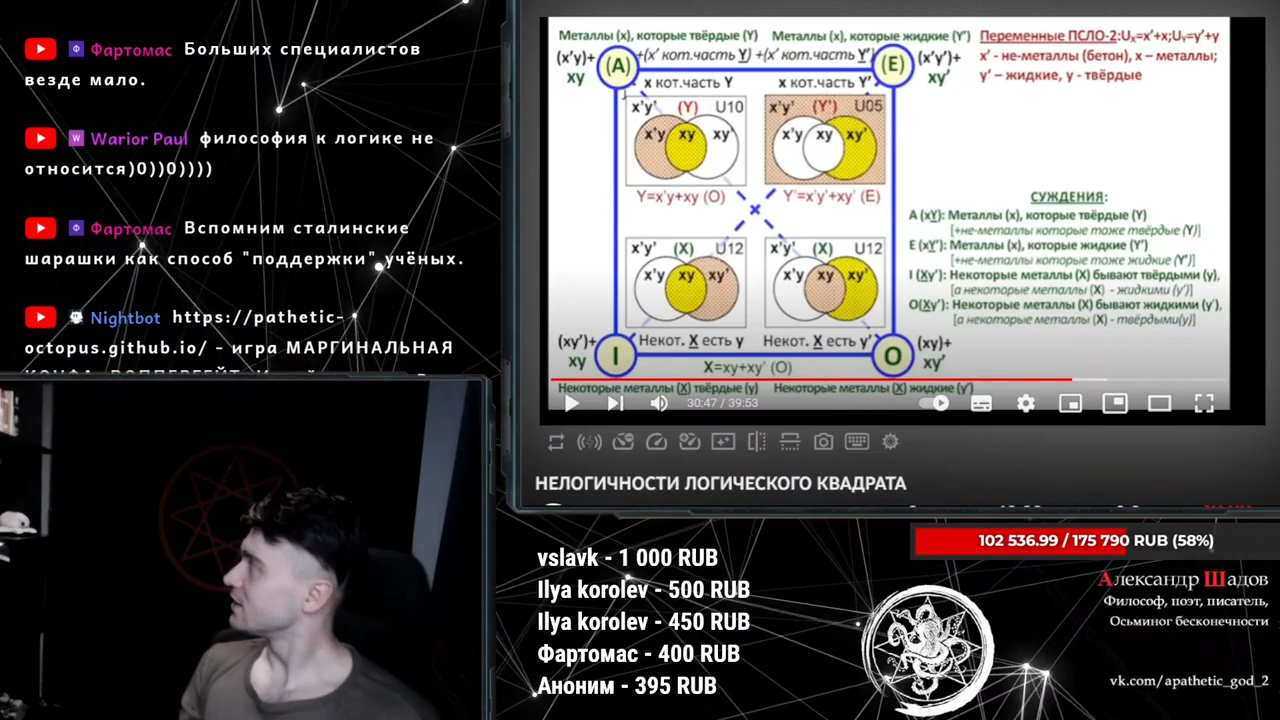 Фартомас Больших специалистов
везде мало.
Warior Paul философия к логике не
относится)0))0))))
Фартомас Вспомним сталинские
шарашки как способ "поддержки" учёных.
Nightbot https://pathetic-
octopus.github.io/ - игра МАРГИНАЛЬНАЯ
Металлы (x), которые твёрдые (Y) Металлы (x), которые жидкие (Y')
(x'y)+ +(x' кот.часть Y) +(x' кот.часть Y') (x'y')+
xy (A) (E) xy'
x кот.часть Y x кот.часть Y'
x'y' (Y) U10 x'y' (Y') U05
x'y xy xy' x'y xy xy'
Y=x'y+xy (O) Y'=x'y'+xy' (E)
x'y' (X) U12 x'y' (X) U12
x'y xy xy' x'y xy xy'
(xy')+ Некот. X есть y Некот. X есть y' (xy)+
xy I O xy'
X=xy+xy' (O)
Некоторые металлы (X) твёрдые (y) Некоторые металлы (X) жидкие (y')
Переменные ПСЛО-2:Uₓ=x'+x;Uᵧ=y'+y
x' - не-металлы (бетон), x – металлы;
y' – жидкие, y - твёрдые
СУЖДЕНИЯ:
A (xY): Металлы (x), которые твёрдые (Y)
[+не-металлы которые тоже твёрдые (Y)]
E (xY'): Металлы (x), которые жидкие (Y')
[+не-металлы которые тоже жидкие (Y')]
I (Xy'): Некоторые металлы (X) бывают твёрдыми (y),
[а некоторые металлы (X) - жидкими (y')]
O(Xy'): Некоторые металлы (X) бывают жидкими (y'),
[а некоторые металлы (X) - твёрдыми(y)]
30:47 / 39:53
НЕЛОГИЧНОСТИ ЛОГИЧЕСКОГО КВАДРАТА
102 536.99 / 175 790 RUB (58%)
vslavk - 1 000 RUB
Ilya korolev - 500 RUB
Ilya korolev - 450 RUB
Фартомас - 400 RUB
Аноним - 395 RUB
Александр Шадов
Философ, поэт, писатель,
Осьминог бесконечности
vk.com/apathetic_god_2